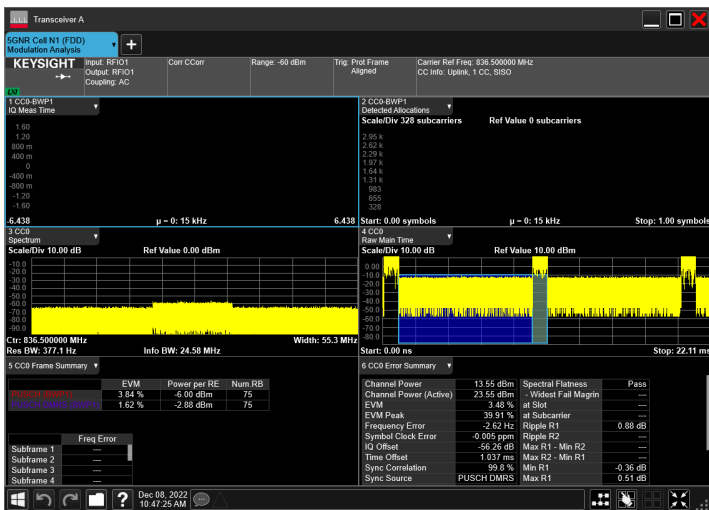 Transceiver A
5GNR Cell N1 (FDD)
Modulation Analysis
KEYSIGHT
Input: RFIO1
Output: RFIO1
Coupling: AC
Corr CCorr
Range: -60 dBm
Trig: Prot Frame
Aligned
Carrier Ref Freq: 836.500000 MHz
CC Info: Uplink, 1 CC, SISO
LXI
1 CC0-BWP1
IQ Meas Time
1.60
1.20
800 m
400 m
0
-400 m
-800 m
-1.20
-1.60
-6.438 µ – 0: 15 kHz 6.438
2 CC0-BWP1
Detected Allocations
Scale/Div 328 subcarriers Ref Value 0 subcarriers
2.95 k
2.62 k
2.29 k
1.97 k
1.64 k
1.31 k
983
655
328
Start: 0.00 symbols µ – 0: 15 kHz Stop: 1.00 symbols
3 CC0
Spectrum
Scale/Div 10.00 dB Ref Value 0.00 dBm
-10.0
-20.0
-30.0
-40.0
-50.0
-60.0
-70.0
-80.0
-90.0
Ctr: 836.500000 MHz Width: 55.3 MHz
Res BW: 377.1 Hz Info BW: 24.58 MHz
4 CC0
Raw Main Time
Scale/Div 10.00 dB Ref Value 10.00 dBm
0.00
-10.0
-20.0
-30.0
-40.0
-50.0
-60.0
-70.0
-80.0
Start: 0.00 ns Stop: 22.11 ms
5 CC0 Frame Summary
EVM Power per RE Num.RB
PUSCH (BWP1) 3.84 % -6.00 dBm 75
1.62 % -2.88 dBm 75
Freq Error
Subframe 1 ---
Subframe 2 ---
Subframe 3 ---
Subframe 4 ---
6 CC0 Error Summary
Channel Power 13.55 dBm Spectral Flatness Pass
Channel Power (Active) 23.55 dBm - Widest Fail Magrin ---
EVM 3.48 % at Slot ---
EVM Peak 39.91 % at Subcarrier ---
Frequency Error -2.62 Hz Ripple R1 0.88 dB
Symbol Clock Error -0.005 ppm Ripple R2 ---
IQ Offset -56.26 dB Max R1 - Min R2 ---
Time Offset 1.037 ms Max R2 - Min R1 ---
Sync Correlation 99.8 % Min R1 -0.36 dB
Sync Source PUSCH DMRS Max R1 0.51 dB
Dec 08, 2022
10:47:25 AM